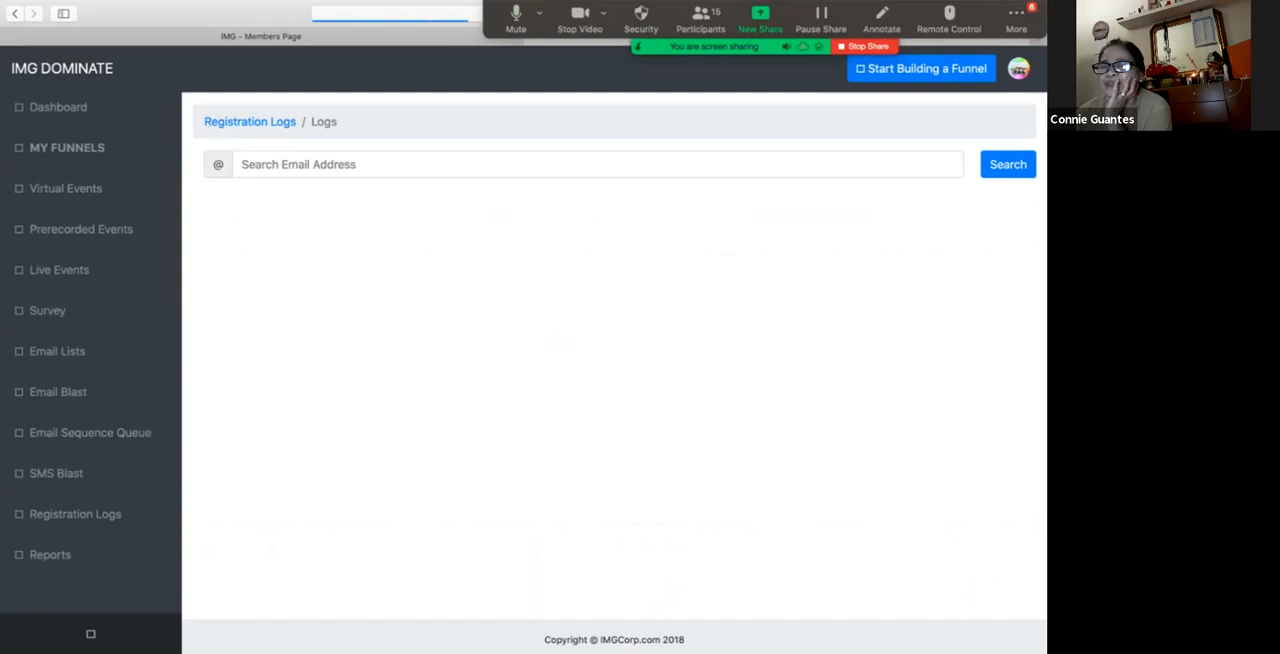 Mute
Stop Video
Security
15
Participants
New Share
Pause Share
Annotate
Remote Control
6
More
IMG - Members Page
You are screen sharing
Stop Share
IMG DOMINATE
Start Building a Funnel
Dashboard
MY FUNNELS
Virtual Events
Prerecorded Events
Live Events
Survey
Email Lists
Email Blast
Email Sequence Queue
SMS Blast
Registration Logs
Reports
Registration Logs / Logs
@ Search Email Address
Search
Copyright © IMGCorp.com 2018
Connie Guantes